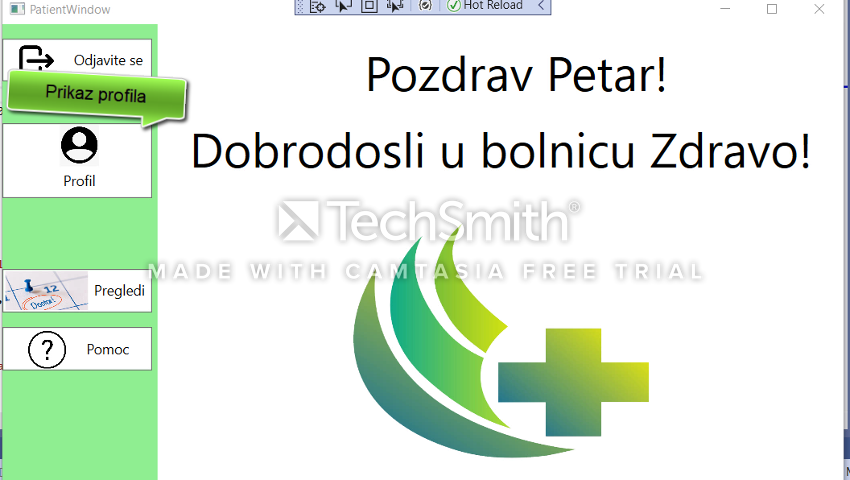 PatientWindow
Hot Reload
Odjavite se
Prikaz profila
Profil
Pregledi
Pomoc
Pozdrav Petar!
Dobrodosli u bolnicu Zdravo!
TechSmith®
MADE WITH CAMTASIA FREE TRIAL
12
Doctor!